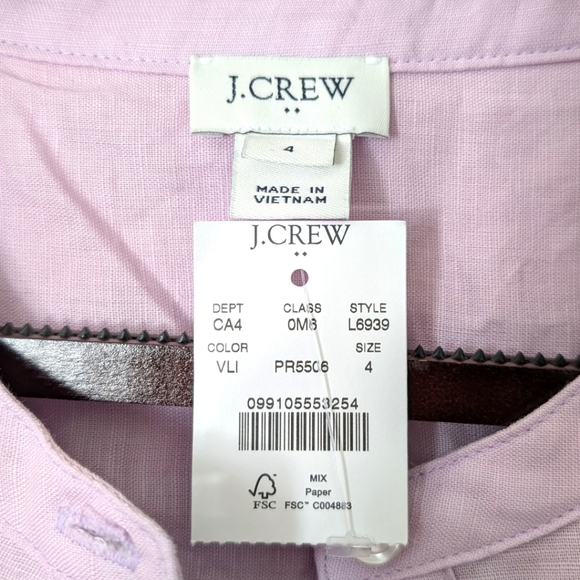 J.CREW
4
MADE IN
VIETNAM
J.CREW
DEPT CLASS STYLE
CA4 0M6 L6939
COLOR SIZE
VLI PR5506 4
099105553254
MIX
Paper
FSC FSC™ C004883